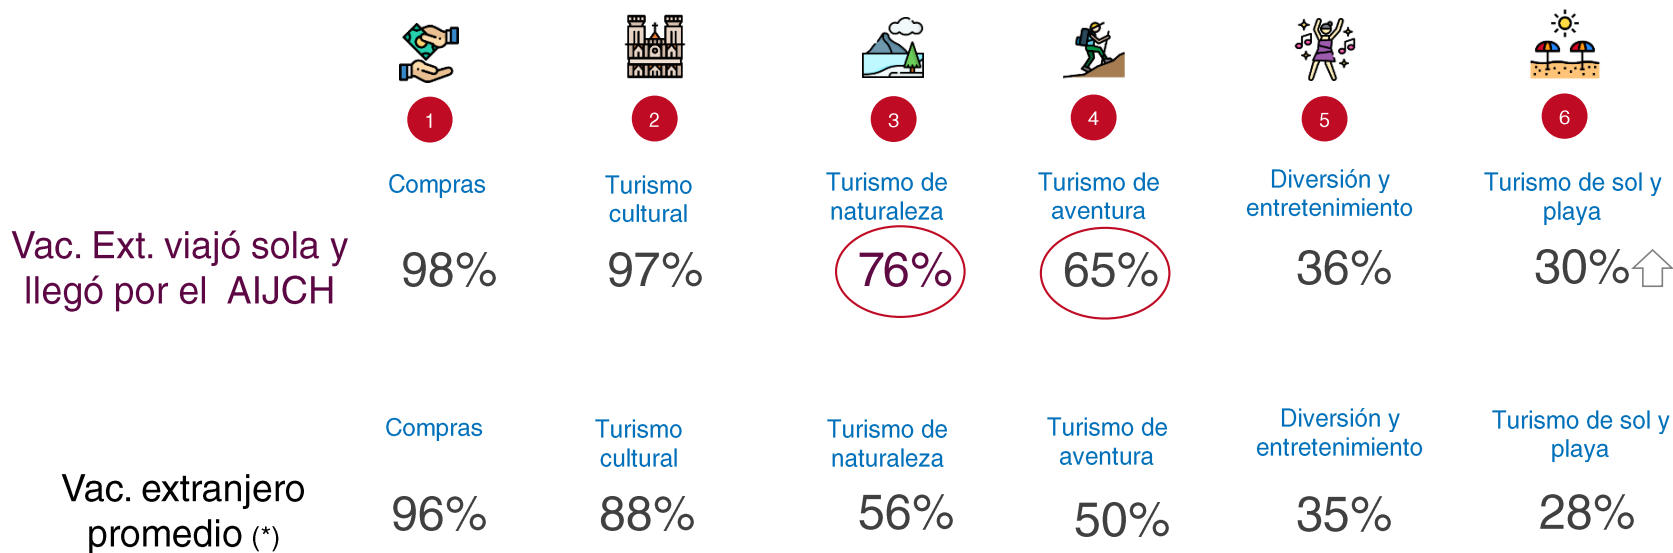 1
2
3
4
5
6
Compras
Turismo
cultural
Turismo de
naturaleza
Turismo de
aventura
Diversión y
entretenimiento
Turismo de sol y
playa
Vac. Ext. viajó sola y
llegó por el  AIJCH
98%
97%
76%
65%
36%
30%
Compras
Turismo
cultural
Turismo de
naturaleza
Turismo de
aventura
Diversión y
entretenimiento
Turismo de sol y
playa
Vac. extranjero
promedio (*)
96%
88%
56%
50%
35%
28%